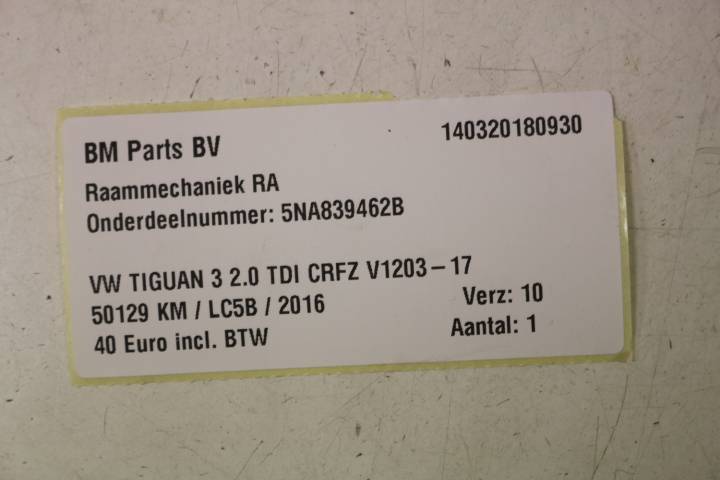 BM Parts BV 140320180930
Raammechaniek RA
Onderdeelnummer: 5NA839462B
VW TIGUAN 3 2.0 TDI CRFZ V1203-17
50129 KM / LC5B / 2016 Verz: 10
40 Euro incl. BTW Aantal: 1